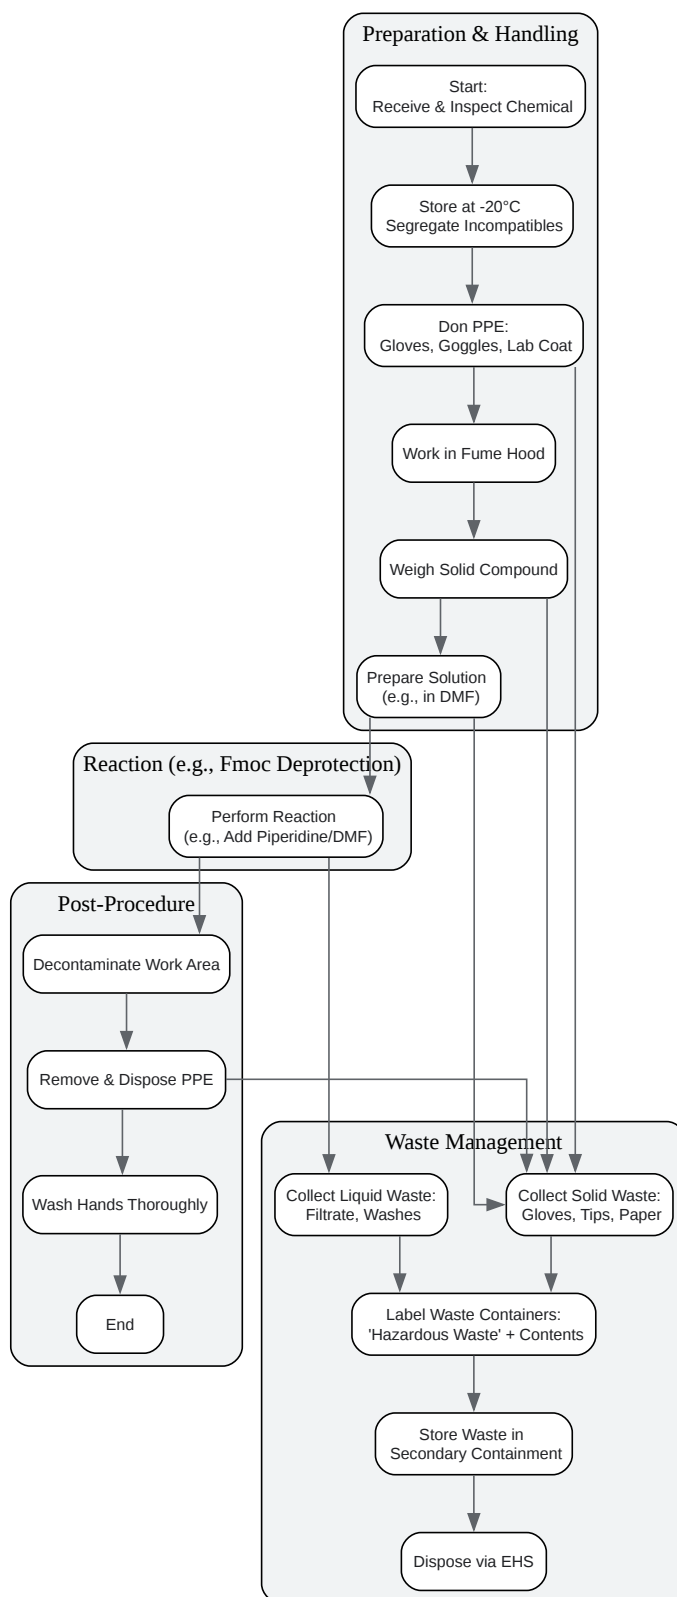 Preparation & Handling
Start:
Receive & Inspect Chemical
Store at -20°C
Segregate Incompatibles
Don PPE:
Gloves, Goggles, Lab Coat
Work in Fume Hood
Weigh Solid Compound
Prepare Solution
(e.g., in DMF)
Reaction (e.g., Fmoc Deprotection)
Perform Reaction
(e.g., Add Piperidine/DMF)
Post-Procedure
Decontaminate Work Area
Remove & Dispose PPE
Wash Hands Thoroughly
End
Waste Management
Collect Liquid Waste:
Filtrate, Washes
Collect Solid Waste:
Gloves, Tips, Paper
Label Waste Containers:
'Hazardous Waste' + Contents
Store Waste in
Secondary Containment
Dispose via EHS